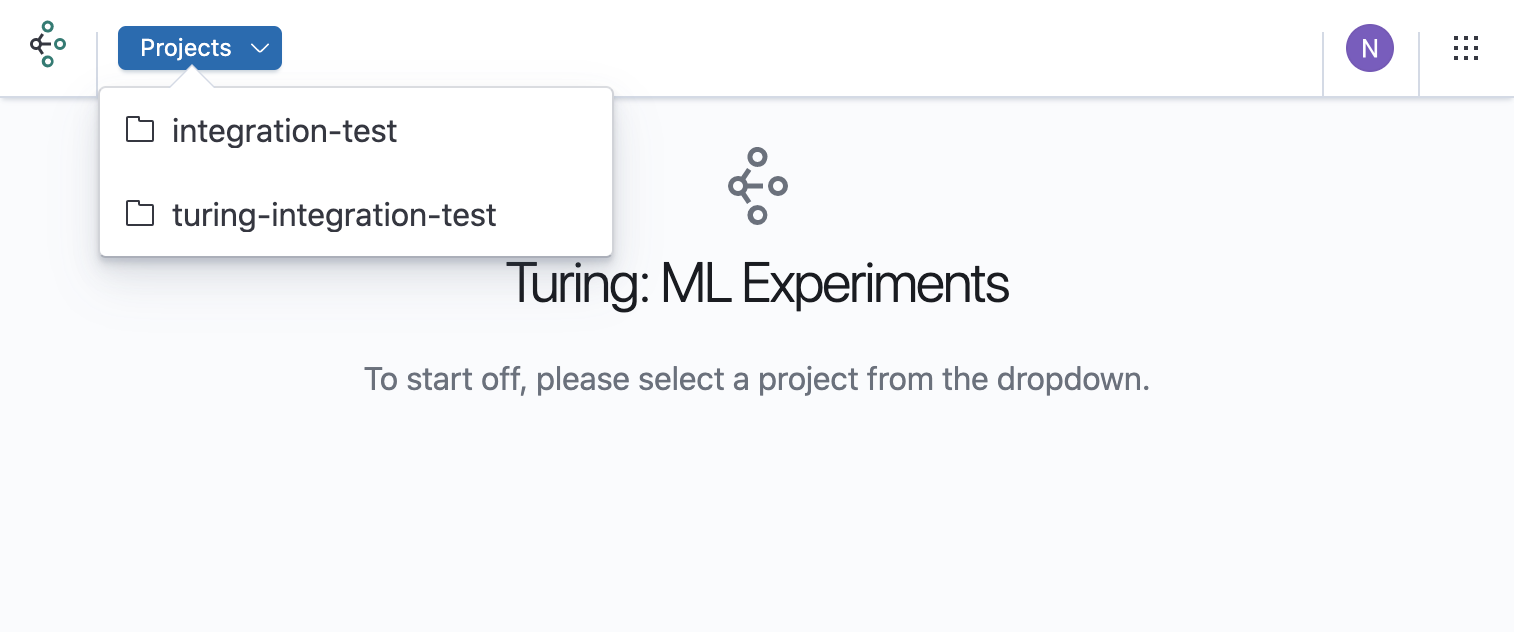 Projects
N
integration-test
turing-integration-test
Turing: ML Experiments
To start off, please select a project from the dropdown.